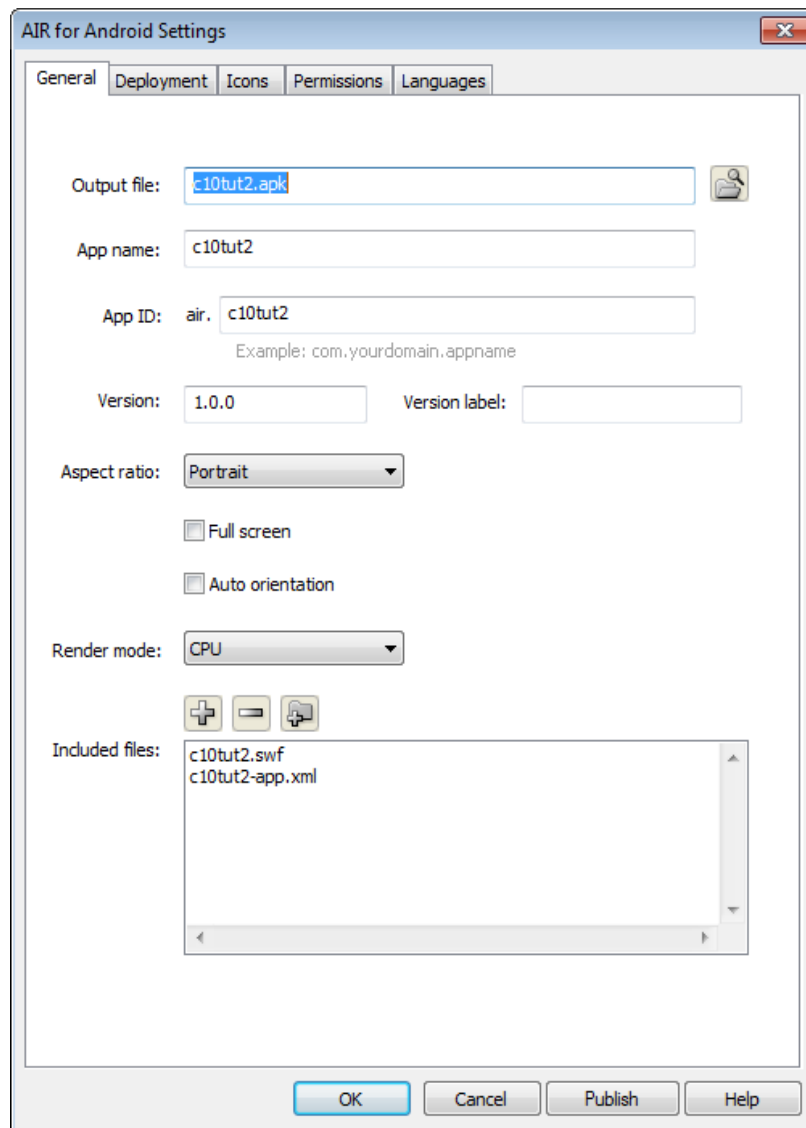 AIR for Android Settings
General Deployment Icons Permissions Languages
Output file: c10tut2.apk
App name: c10tut2
App ID: air. c10tut2
Example: com.yourdomain.appname
Version: 1.0.0 Version label:
Aspect ratio: Portrait
Full screen
Auto orientation
Render mode: CPU
Included files: c10tut2.swf
c10tut2-app.xml
OK Cancel Publish Help